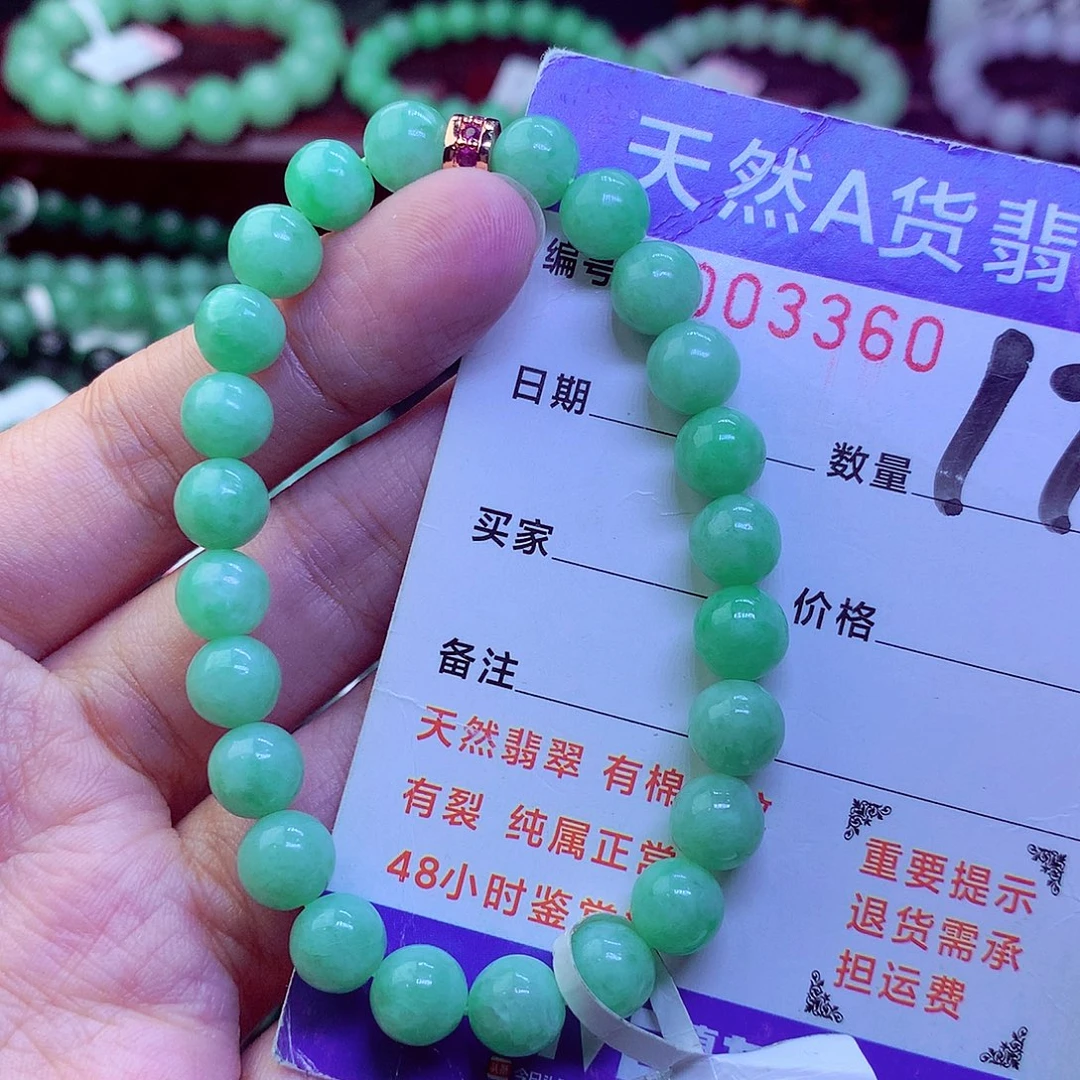 天然A货翡
编号 003360
日期
数量
买家
价格
备注
天然翡翠 有棉
有裂 纯属正常
48小时鉴赏
重要提示
退货需承
担运费